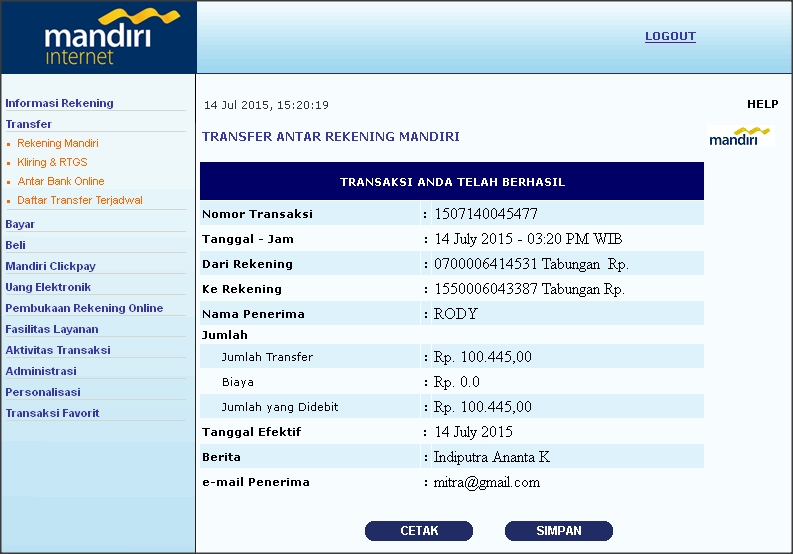 mandiri
internet
LOGOUT
Informasi Rekening
Transfer
Rekening Mandiri
Kliring & RTGS
Antar Bank Online
Daftar Transfer Terjadwal
Bayar
Beli
Mandiri Clickpay
Uang Elektronik
Pembukaan Rekening Online
Fasilitas Layanan
Aktivitas Transaksi
Administrasi
Personalisasi
Transaksi Favorit
14 Jul 2015, 15:20:19
HELP
TRANSFER ANTAR REKENING MANDIRI
mandiri
TRANSAKSI ANDA TELAH BERHASIL
Nomor Transaksi : 1507140045477
Tanggal - Jam : 14 July 2015 - 03:20 PM WIB
Dari Rekening : 0700006414531 Tabungan Rp.
Ke Rekening : 1550006043387 Tabungan Rp.
Nama Penerima : RODY
Jumlah
Jumlah Transfer : Rp. 100.445,00
Biaya : Rp. 0.0
Jumlah yang Didebit : Rp. 100.445,00
Tanggal Efektif : 14 July 2015
Berita : Indiputra Ananta K
e-mail Penerima : mitra@gmail.com
CETAK SIMPAN